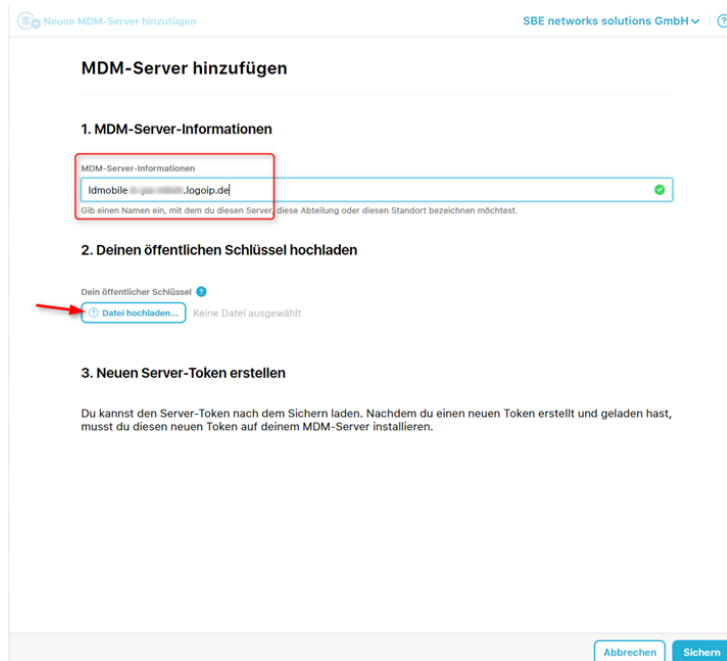 Neuen MDM-Server hinzufügen
SBE networks solutions GmbH
MDM-Server hinzufügen
1. MDM-Server-Informationen
MDM-Server-Informationen
ldmobile .logoip.de
Gib einen Namen ein, mit dem du diesen Server, diese Abteilung oder diesen Standort bezeichnen möchtest.
2. Deinen öffentlichen Schlüssel hochladen
Dein öffentlicher Schlüssel ?
? Datei hochladen... Keine Datei ausgewählt
3. Neuen Server-Token erstellen
Du kannst den Server-Token nach dem Sichern laden. Nachdem du einen neuen Token erstellt und geladen hast,
musst du diesen neuen Token auf deinem MDM-Server installieren.
Abbrechen Sichern